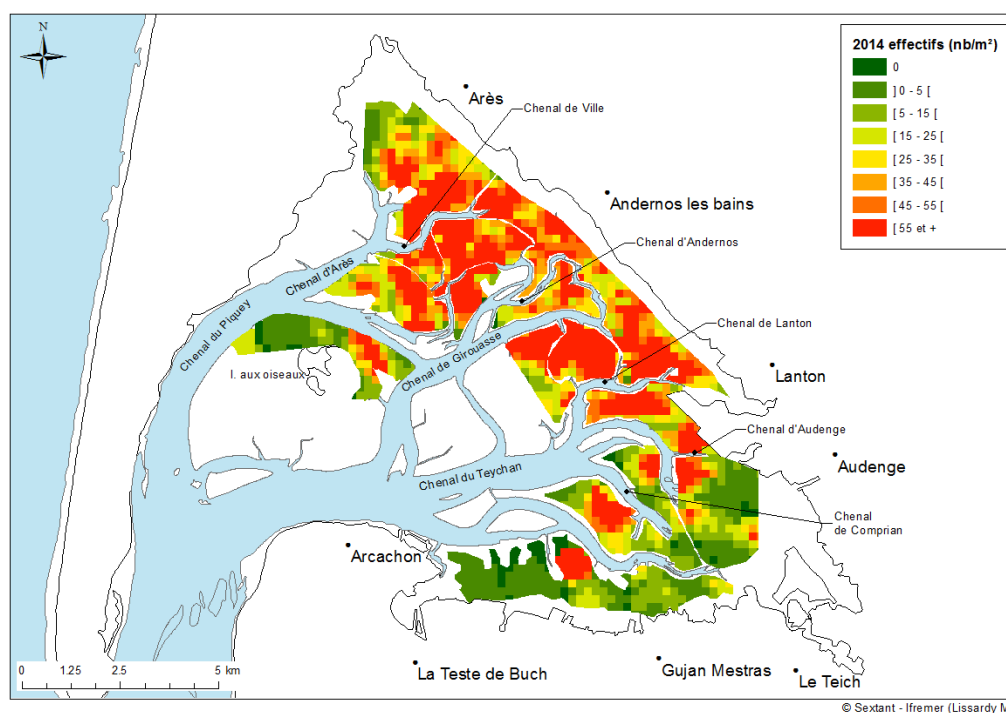 N
2014 effectifs (nb/m²)
0
] 0 - 5 [
[ 5 - 15 [
[ 15 - 25 [
[ 25 - 35 [
[ 35 - 45 [
[ 45 - 55 [
[ 55 et +
Arès
Chenal de Ville
Andernos les bains
Chenal d'Andernos
Chenal d'Arès
Chenal du Piquey
Chenal de Lanton
Chenal de Girouasse
Lanton
I. aux oiseaux
Chenal d'Audenge
Audenge
Chenal du Teychan
Chenal
de Comprian
Arcachon
0 1.25 2.5 5 km
La Teste de Buch
Gujan Mestras
Le Teich
© Sextant - Ifremer (Lissardy M